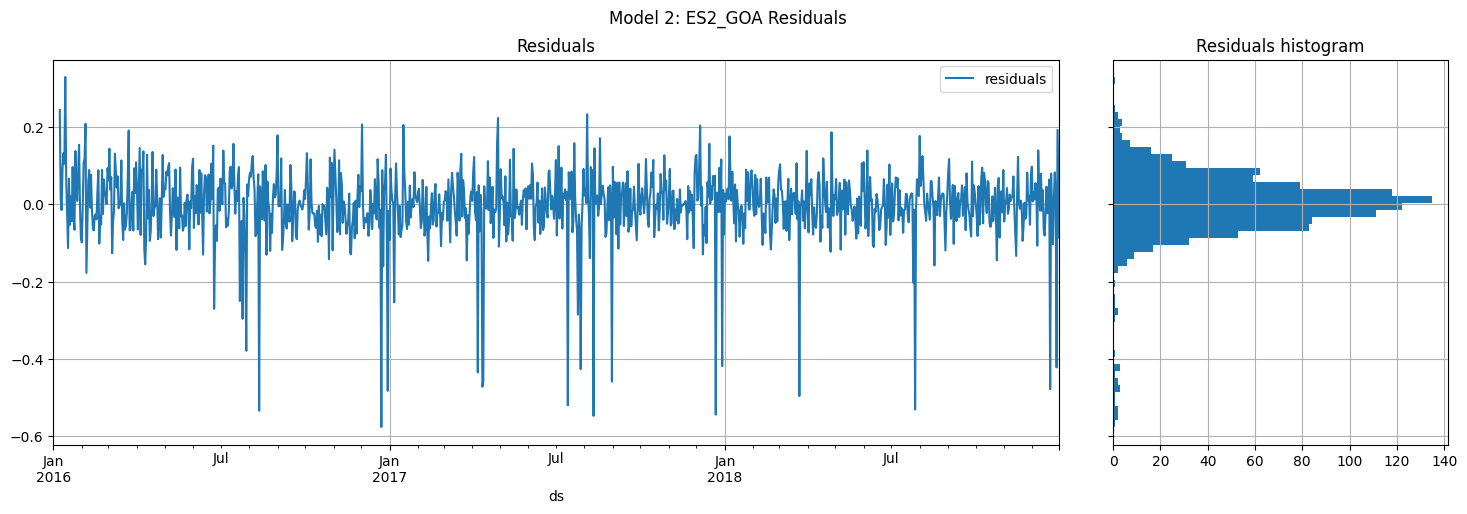 Model 2: ES2_GOA Residuals
Residuals
residuals
0.2
0.0
−0.2
−0.4
−0.6
Jan
2016
Jul
Jan
2017
Jul
Jan
2018
Jul
ds
Residuals histogram
0 20 40 60 80 100 120 140